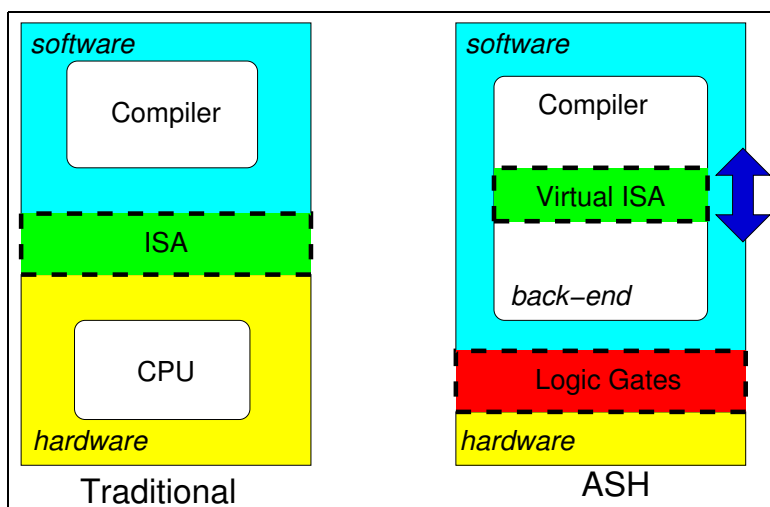 software
Compiler
ISA
CPU
hardware
Traditional
software
Compiler
Virtual ISA
back−end
Logic Gates
hardware
ASH